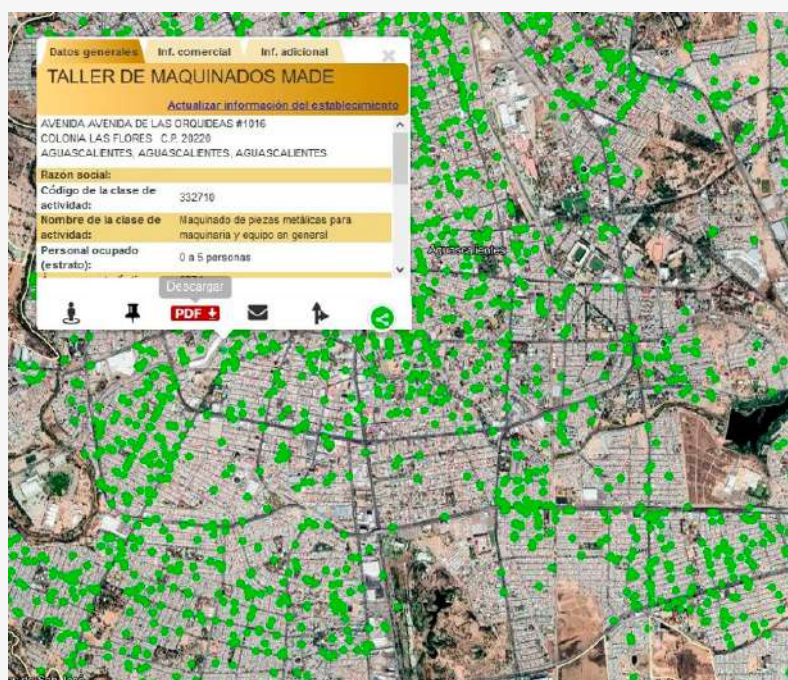 Datos generales Inf. comercial Inf. adicional
TALLER DE MAQUINADOS MADE
Actualizar información del establecimiento
AVENIDA AVENIDA DE LAS ORQUIDEAS #1016
COLONIA LAS FLORES C.P. 20220
AGUASCALIENTES, AGUASCALIENTES, AGUASCALIENTES
Razón social:
Código de la clase de actividad: 332710
Nombre de la clase de actividad: Maquinado de piezas metálicas para maquinaria y equipo en general
Personal ocupado (estrato): 0 a 5 personas
Descargar
PDF
Aguascalientes